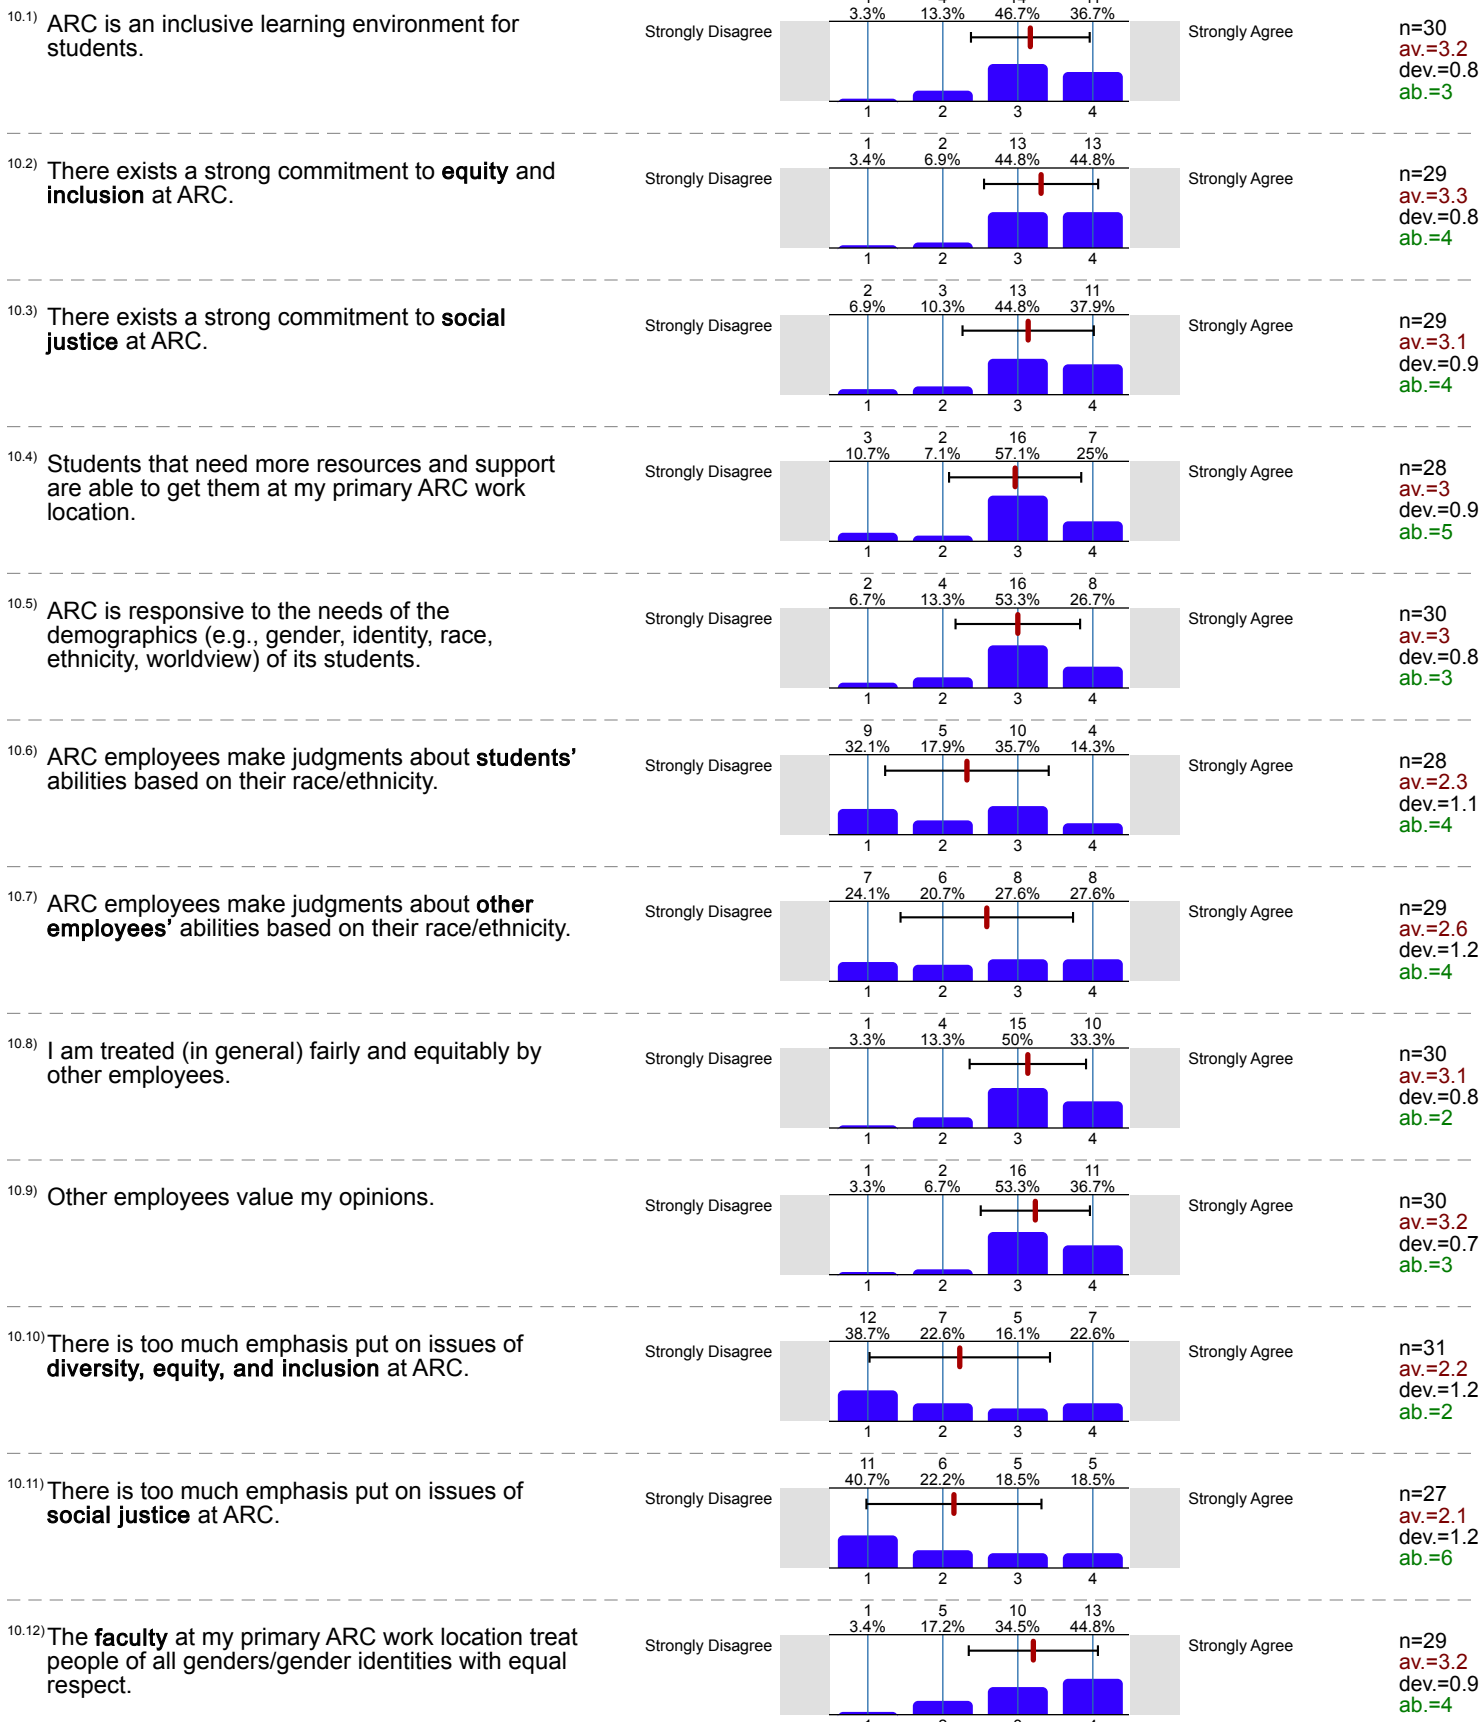 3.3% 13.3% 46.7% 36.7%
10.1) ARC is an inclusive learning environment for
students.
Strongly Disagree
Strongly Agree
n=30
av.=3.2
dev.=0.8
ab.=3
1 2 3 4
1 2 13 13
3.4% 6.9% 44.8% 44.8%
10.2) There exists a strong commitment to equity and
inclusion at ARC.
Strongly Disagree
Strongly Agree
n=29
av.=3.3
dev.=0.8
ab.=4
1 2 3 4
2 3 13 11
6.9% 10.3% 44.8% 37.9%
10.3) There exists a strong commitment to social
justice at ARC.
Strongly Disagree
Strongly Agree
n=29
av.=3.1
dev.=0.9
ab.=4
1 2 3 4
3 2 16 7
10.7% 7.1% 57.1% 25%
10.4) Students that need more resources and support
are able to get them at my primary ARC work
location.
Strongly Disagree
Strongly Agree
n=28
av.=3
dev.=0.9
ab.=5
1 2 3 4
2 4 16 8
6.7% 13.3% 53.3% 26.7%
10.5) ARC is responsive to the needs of the
demographics (e.g., gender, identity, race,
ethnicity, worldview) of its students.
Strongly Disagree
Strongly Agree
n=30
av.=3
dev.=0.8
ab.=3
1 2 3 4
9 5 10 4
32.1% 17.9% 35.7% 14.3%
10.6) ARC employees make judgments about students’
abilities based on their race/ethnicity.
Strongly Disagree
Strongly Agree
n=28
av.=2.3
dev.=1.1
ab.=4
1 2 3 4
7 6 8 8
24.1% 20.7% 27.6% 27.6%
10.7) ARC employees make judgments about other
employees’ abilities based on their race/ethnicity.
Strongly Disagree
Strongly Agree
n=29
av.=2.6
dev.=1.2
ab.=4
1 2 3 4
1 4 15 10
3.3% 13.3% 50% 33.3%
10.8) I am treated (in general) fairly and equitably by
other employees.
Strongly Disagree
Strongly Agree
n=30
av.=3.1
dev.=0.8
ab.=2
1 2 3 4
1 2 16 11
3.3% 6.7% 53.3% 36.7%
10.9) Other employees value my opinions.
Strongly Disagree
Strongly Agree
n=30
av.=3.2
dev.=0.7
ab.=3
1 2 3 4
12 7 5 7
38.7% 22.6% 16.1% 22.6%
10.10) There is too much emphasis put on issues of
diversity, equity, and inclusion at ARC.
Strongly Disagree
Strongly Agree
n=31
av.=2.2
dev.=1.2
ab.=2
1 2 3 4
11 6 5 5
40.7% 22.2% 18.5% 18.5%
10.11) There is too much emphasis put on issues of
social justice at ARC.
Strongly Disagree
Strongly Agree
n=27
av.=2.1
dev.=1.2
ab.=6
1 2 3 4
1 5 10 13
3.4% 17.2% 34.5% 44.8%
10.12) The faculty at my primary ARC work location treat
people of all genders/gender identities with equal
respect.
Strongly Disagree
Strongly Agree
n=29
av.=3.2
dev.=0.9
ab.=4